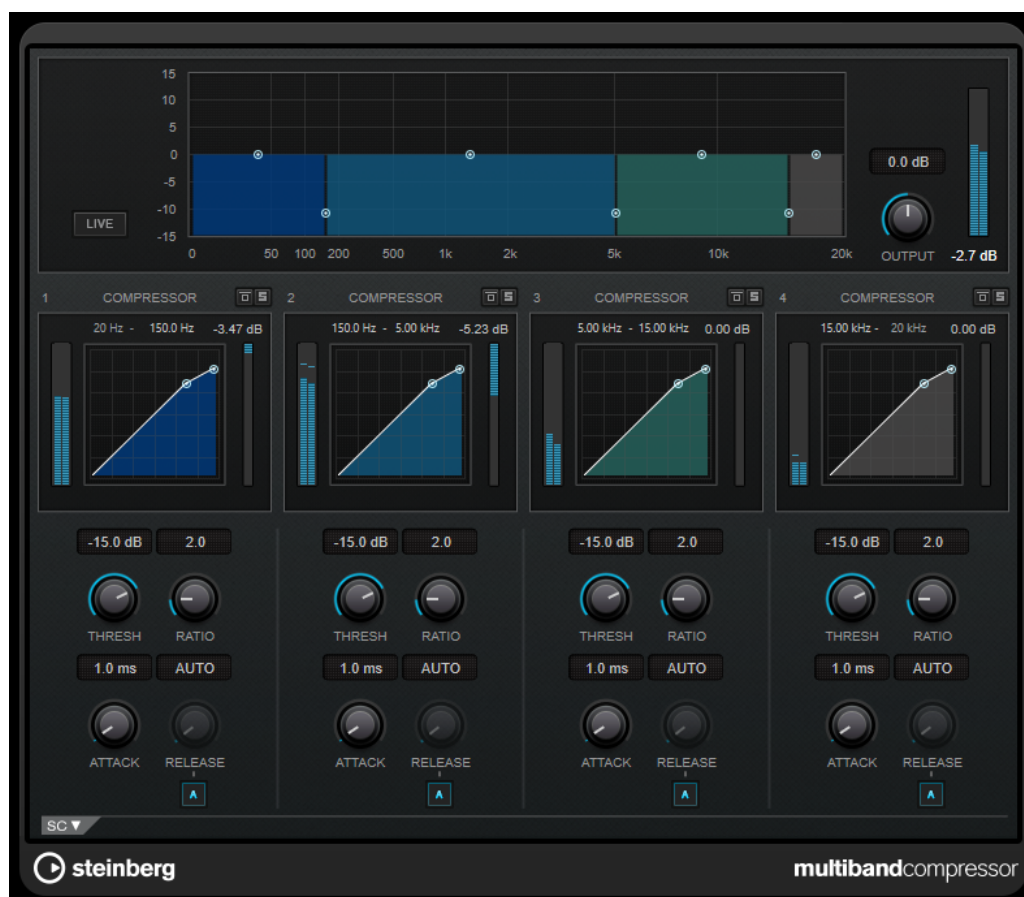 15
10
5
0
-5
-10
-15
LIVE
0 50 100 200 500 1k 2k 5k 10k 20k
0.0 dB
OUTPUT -2.7 dB
1 COMPRESSOR S 2 COMPRESSOR S 3 COMPRESSOR S 4 COMPRESSOR S
20 Hz - 150.0 Hz -3.47 dB 150.0 Hz - 5.00 kHz -5.23 dB 5.00 kHz - 15.00 kHz 0.00 dB 15.00 kHz - 20 kHz 0.00 dB
-15.0 dB 2.0 -15.0 dB 2.0 -15.0 dB 2.0 -15.0 dB 2.0
THRESH RATIO THRESH RATIO THRESH RATIO THRESH RATIO
1.0 ms AUTO 1.0 ms AUTO 1.0 ms AUTO 1.0 ms AUTO
ATTACK RELEASE ATTACK RELEASE ATTACK RELEASE ATTACK RELEASE
A A A A
SC ▼
steinberg multibandcompressor